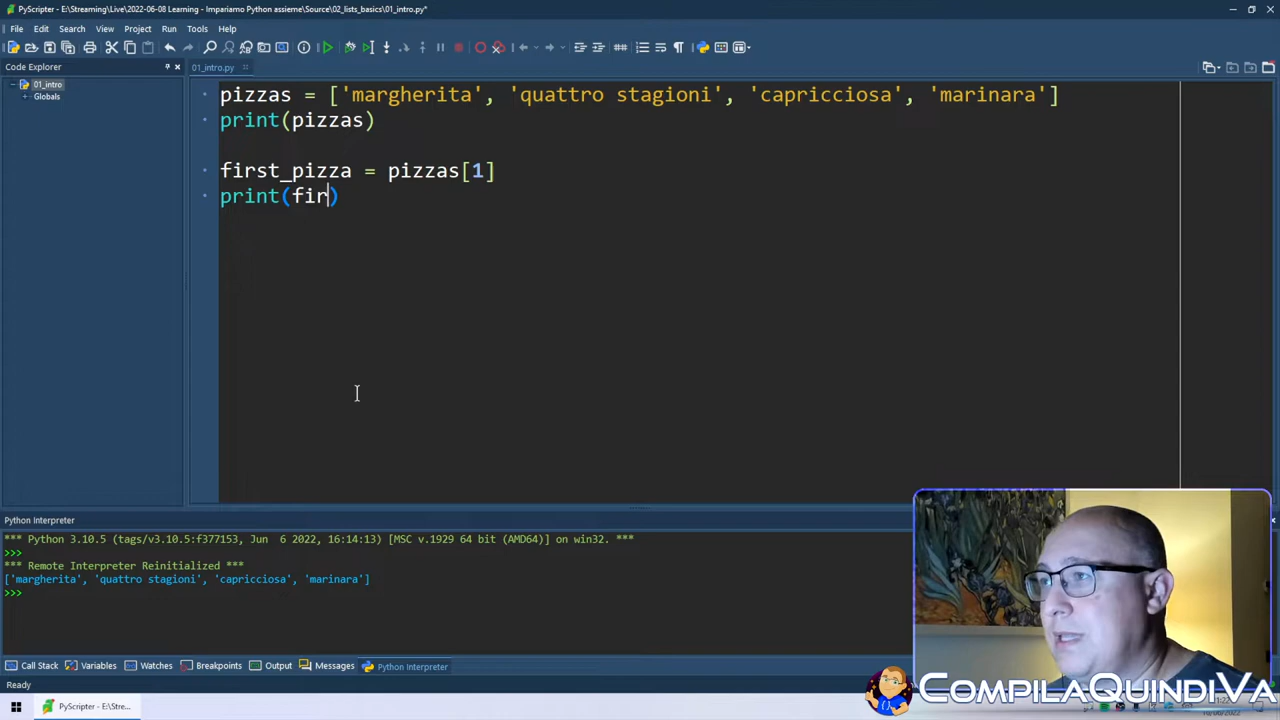 PyScripter - E:\Streaming\Live\2022-06-08 Learning - Impariamo Python assieme\Source\02_lists_basics\01_intro.py*
File Edit Search View Project Run Tools Help
Code Explorer
01_intro.py
01_intro
Globals
pizzas = ['margherita', 'quattro stagioni', 'capricciosa', 'marinara']
print(pizzas)
first_pizza = pizzas[1]
print(fir)
Python Interpreter
*** Python 3.10.5 (tags/v3.10.5:f377153, Jun  6 2022, 16:14:13) [MSC v.1929 64 bit (AMD64)] on win32. ***
>>>
*** Remote Interpreter Reinitialized ***
['margherita', 'quattro stagioni', 'capricciosa', 'marinara']
>>>
Call Stack Variables Watches Breakpoints Output Messages Python Interpreter
Ready
COMPILAQUINDIVA
PyScripter - E:\Stre...